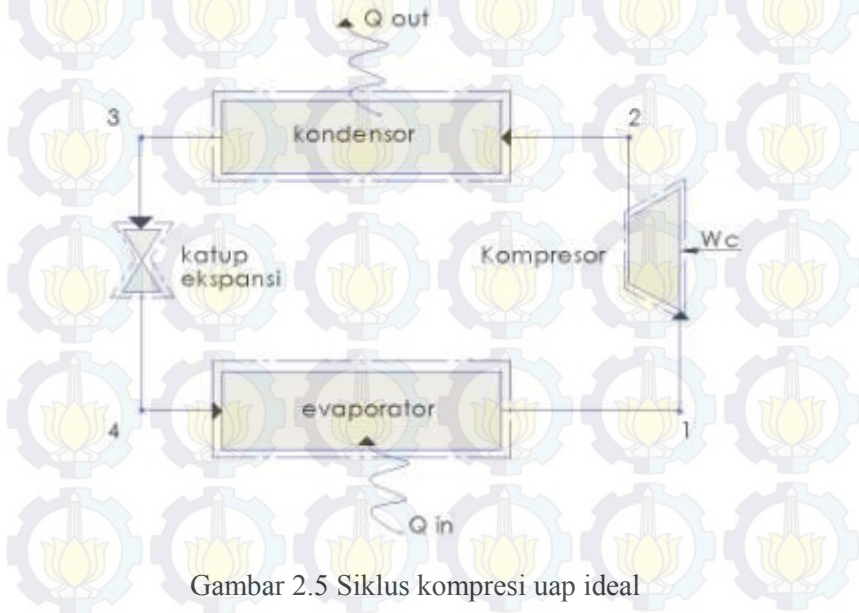 Q out
3
kondensor
2
katup
ekspansi
Kompresor
Wc
4
evaporator
1
Q in
Gambar 2.5 Siklus kompresi uap ideal